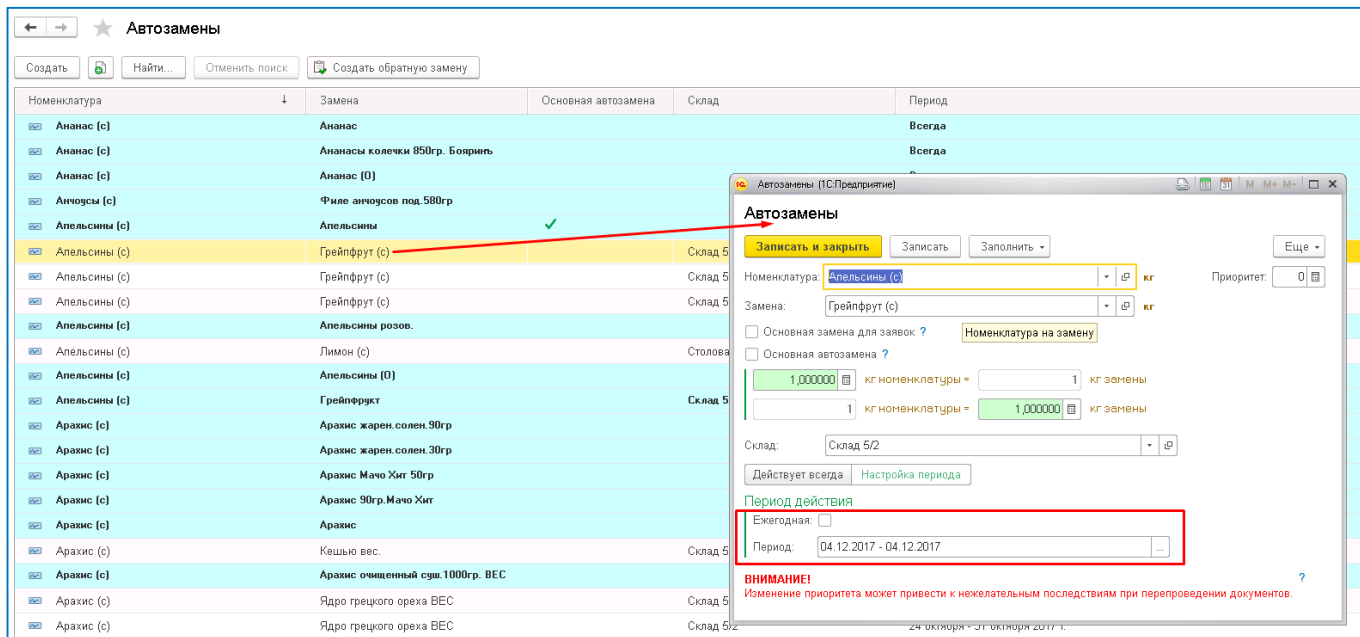 Автозамены
Создать Найти... Отменить поиск Создать обратную замену
Номенклатура ↓ Замена Основная автозамена Склад Период
Ананас (с) Ананас Всегда
Ананас (с) Ананасы колечки 850гр. Бояринъ Всегда
Ананас (с) Ананас (О)
Анчоусы (с) Филе анчоусов под.580гр
Апельсины (с) Апельсины
Апельсины (с) Грейпфрут (с) Склад 5
Апельсины (с) Грейпфрут (с) Склад 5
Апельсины (с) Грейпфрут (с) Склад 5
Апельсины (с) Апельсины розов.
Апельсины (с) Лимон (с) Столова
Апельсины (с) Апельсины (О)
Апельсины (с) Грейпфрукт Склад 5
Арахис (с) Арахис жарен.солен.90гр
Арахис (с) Арахис жарен.солен.30гр
Арахис (с) Арахис Мачо Хит 50гр
Арахис (с) Арахис 90гр.Мачо Хит
Арахис (с) Арахис
Арахис (с) Кешью вес. Склад 5
Арахис (с) Арахис очищенный суш.1000гр. ВЕС
Арахис (с) Ядро грецкого ореха ВЕС Склад 5
Арахис (с) Ядро грецкого ореха ВЕС Склад 5/2 24 октября - 31 октября 2017 г.
Автозамены (1С:Предприятие) M M+ M-
Автозамены
Записать и закрыть Записать Заполнить Еще
Номенклатура: Апельсины (с) кг Приоритет: 0
Замена: Грейпфрут (с) кг
Основная замена для заявок ? Номенклатура на замену
Основная автозамена ?
1,000000 кг номенклатуры = 1 кг замены
1 кг номенклатуры = 1,000000 кг замены
Склад: Склад 5/2
Действует всегда Настройка периода
Период действия
Ежегодная:
Период: 04.12.2017 - 04.12.2017 ...
ВНИМАНИЕ! ?
Изменение приоритета может привести к нежелательным последствиям при перепроведении документов.